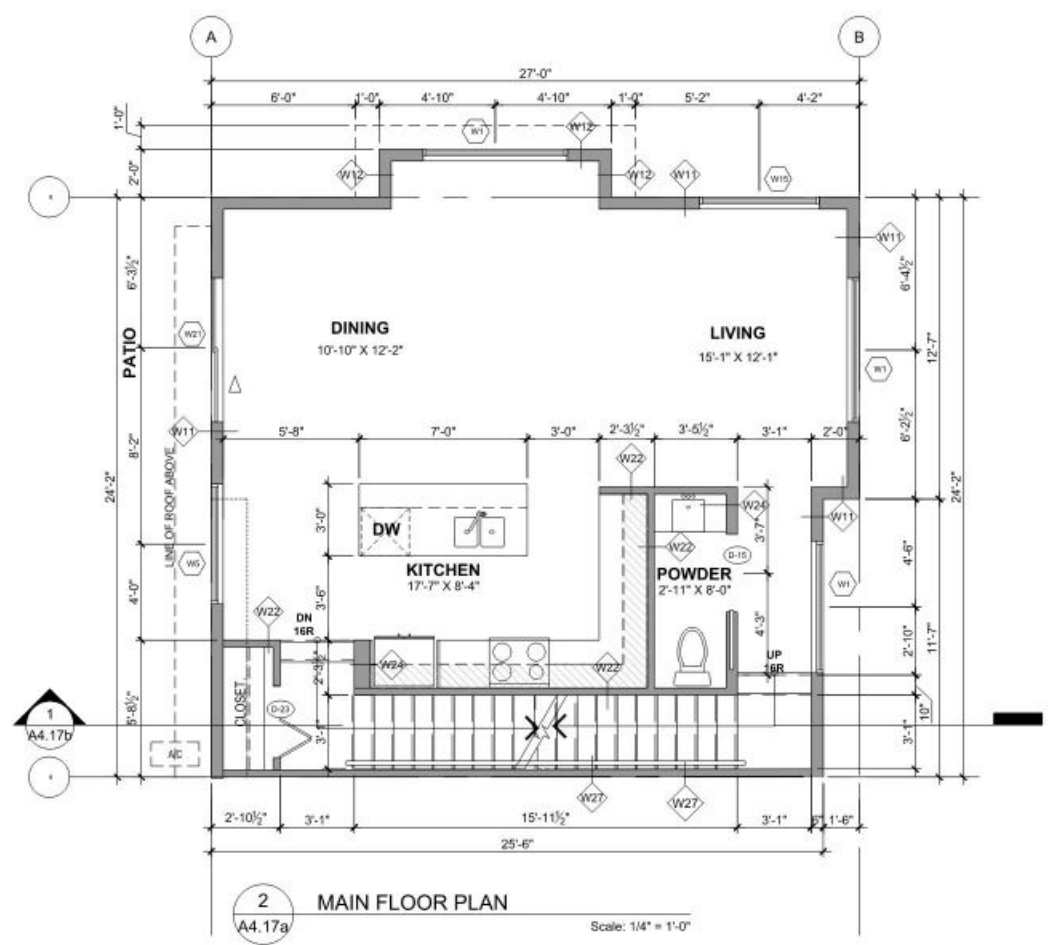 A
B
27'-0"
6'-0"
1'-0"
4'-10"
4'-10"
1'-0"
5'-2"
4'-2"
1'-0"
2'-0"
W1
W12
W12
W12
W11
W15
W11
6'-3½"
6'-4½"
PATIO
W21
DINING
10'-10" X 12'-2"
LIVING
15'-1" X 12'-1"
12'-7"
W1
W11
5'-8"
7'-0"
3'-0"
2'-3½"
3'-5½"
3'-1"
2'-0"
6'-2½"
8'-2"
24'-2"
24'-2"
LINE OF ROOF ABOVE
W22
W24
W11
3'-0"
DW
3'-7"
D-15
W22
4'-6"
W5
KITCHEN
17'-7" X 8'-4"
POWDER
2'-11" X 8'-0"
W1
4'-0"
W22
DN
16R
3'-6"
4'-3"
2'-10"
11'-7"
UP
16R
W24
W22
2'-3½"
10"
5'-8½"
CLOSET
D-23
3'-1"
3'-1"
1
A4.17b
A/C
W27
W27
2'-10½"
3'-1"
15'-11½"
3'-1"
6"
1'-6"
25'-6"
2
A4.17a
MAIN FLOOR PLAN
Scale: 1/4" = 1'-0"